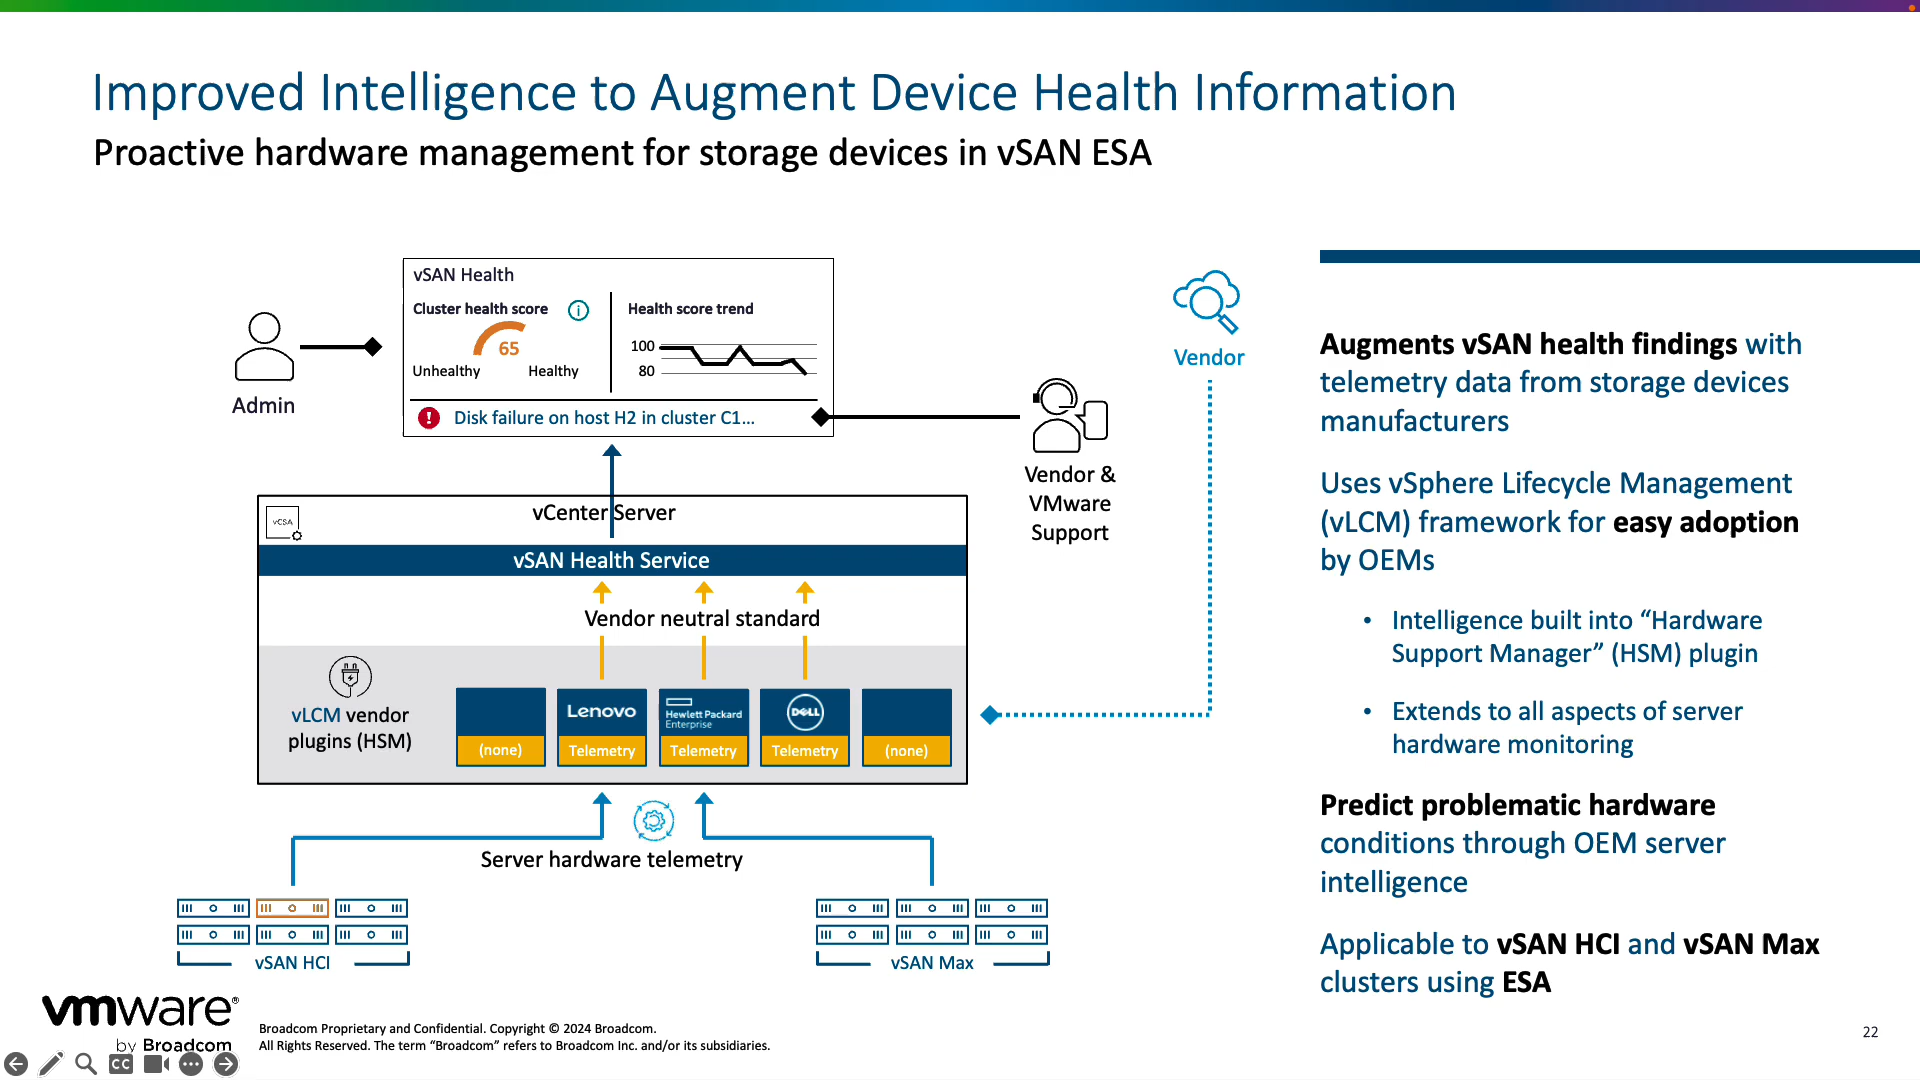 Improved Intelligence to Augment Device Health Information
Proactive hardware management for storage devices in vSAN ESA
vSAN Health
Cluster health score
i
65
Unhealthy
Healthy
Health score trend
100
80
! Disk failure on host H2 in cluster C1...
Admin
Vendor &
VMware
Support
Vendor
vCSA
vCenter Server
vSAN Health Service
Vendor neutral standard
vLCM vendor
plugins (HSM)
(none)
Lenovo
Telemetry
Hewlett Packard
Enterprise
Telemetry
DELL
Telemetry
(none)
Server hardware telemetry
vSAN HCI
vSAN Max
Augments vSAN health findings with
telemetry data from storage devices
manufacturers
Uses vSphere Lifecycle Management
(vLCM) framework for easy adoption
by OEMs
• Intelligence built into “Hardware
Support Manager” (HSM) plugin
• Extends to all aspects of server
hardware monitoring
Predict problematic hardware
conditions through OEM server
intelligence
Applicable to vSAN HCI and vSAN Max
clusters using ESA
vmware®
by Broadcom
Broadcom Proprietary and Confidential. Copyright © 2024 Broadcom.
All Rights Reserved. The term “Broadcom” refers to Broadcom Inc. and/or its subsidiaries.
22
CC